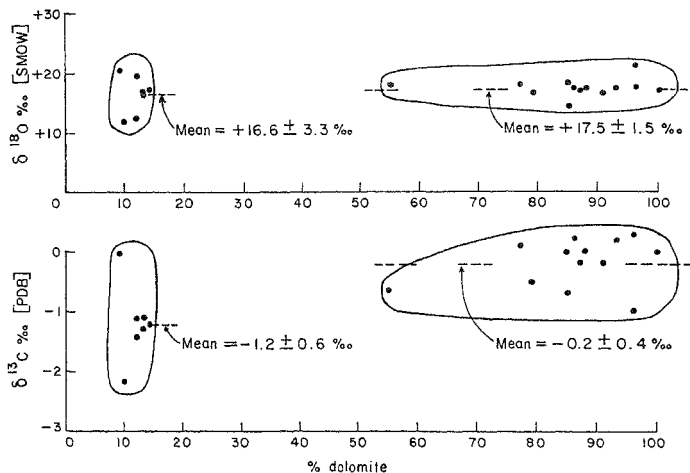 δ 18O ‰ [SMOW]
+30
+20
+10
Mean = +16.6 ± 3.3 ‰
Mean = +17.5 ± 1.5 ‰
0 10 20 30 40 50 60 70 80 90 100
δ 13C ‰ [PDB]
0
-1
-2
-3
Mean = -1.2 ± 0.6 ‰
Mean = -0.2 ± 0.4 ‰
0 10 20 30 40 50 60 70 80 90 100
% dolomite